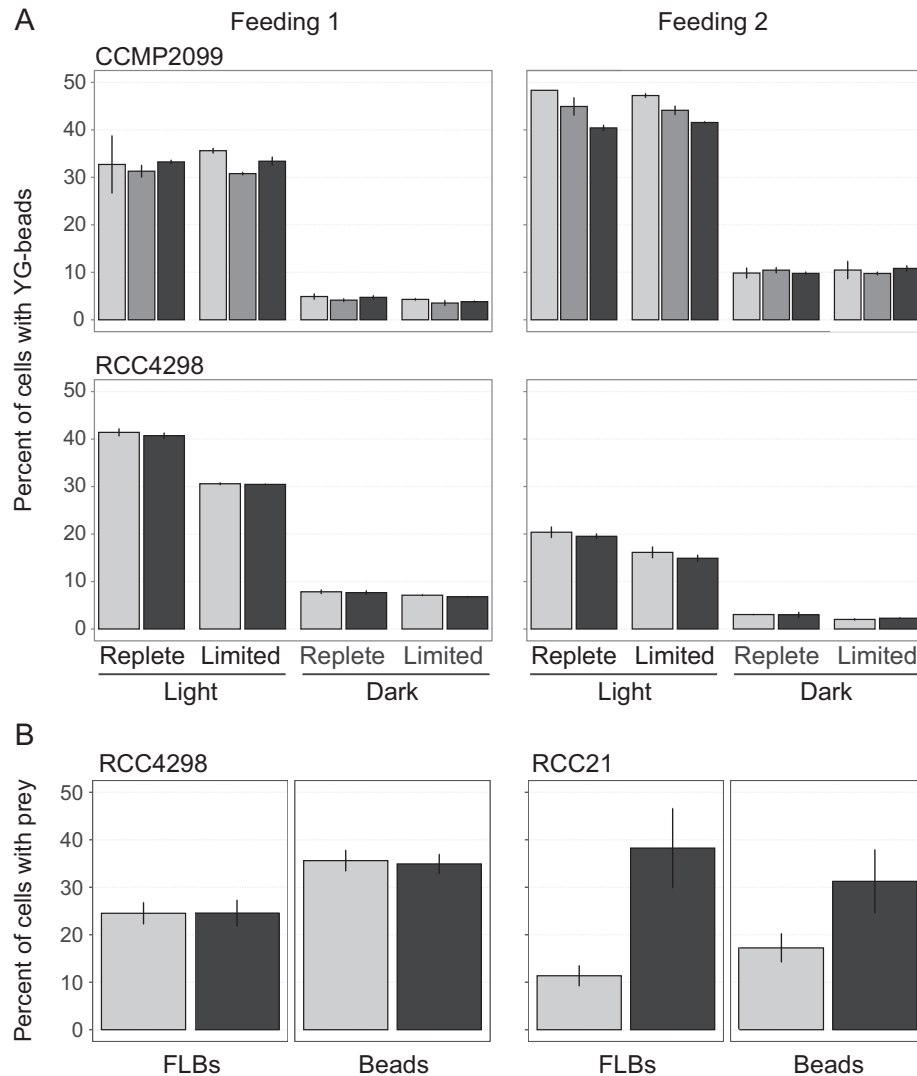 A
Feeding 1 Feeding 2
CCMP2099
50 40 30 20 10 0
RCC4298
50 40 30 20 10 0
Percent of cells with YG-beads
Replete Limited Replete Limited Replete Limited Replete Limited
Light Dark Light Dark
B
RCC4298 RCC21
50 40 30 20 10 0
Percent of cells with prey
FLBs Beads FLBs Beads